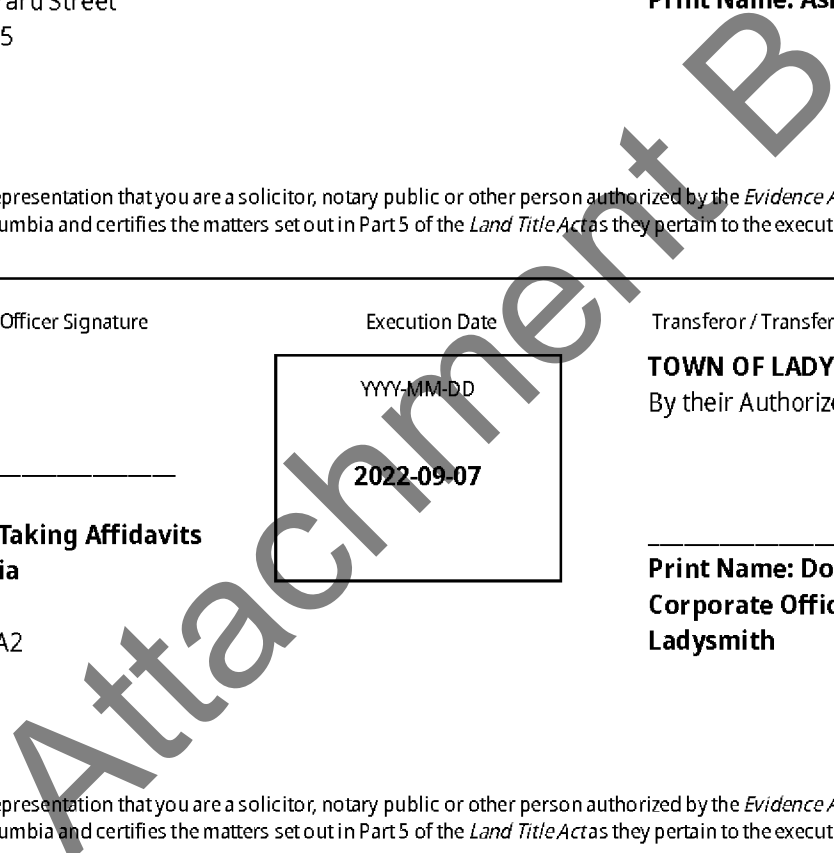 Street
5
Print Name:
presentation that you are a solicitor, notary public or other person authorized by the Evidence A
umbia and certifies the matters set out in Part 5 of the Land Title Act as they pertain to the execut
Officer Signature
Execution Date
Transferor / Transfer
YYYY-MM-DD
TOWN OF LADY
By their Authoriz
2022-09-07
Taking Affidavits
ia
Print Name: Do
Corporate Offic
A2
Ladysmith
presentation that you are a solicitor, notary public or other person authorized by the Evidence A
umbia and certifies the matters set out in Part 5 of the Land Title Act as they pertain to the execut
Attachment B